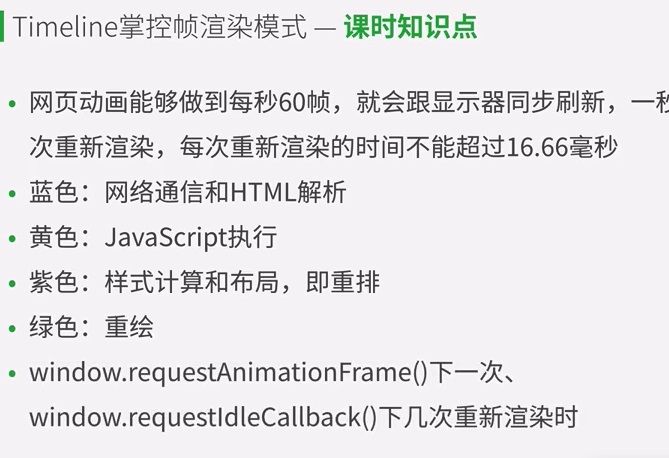 Timeline掌控帧渲染模式 — 课时知识点
• 网页动画能够做到每秒60帧，就会跟显示器同步刷新，一
次重新渲染，每次重新渲染的时间不能超过16.66毫秒
• 蓝色：网络通信和HTML解析
• 黄色：JavaScript执行
• 紫色：样式计算和布局，即重排
• 绿色：重绘
• window.requestAnimationFrame()下一次、
window.requestIdleCallback()下几次重新渲染时